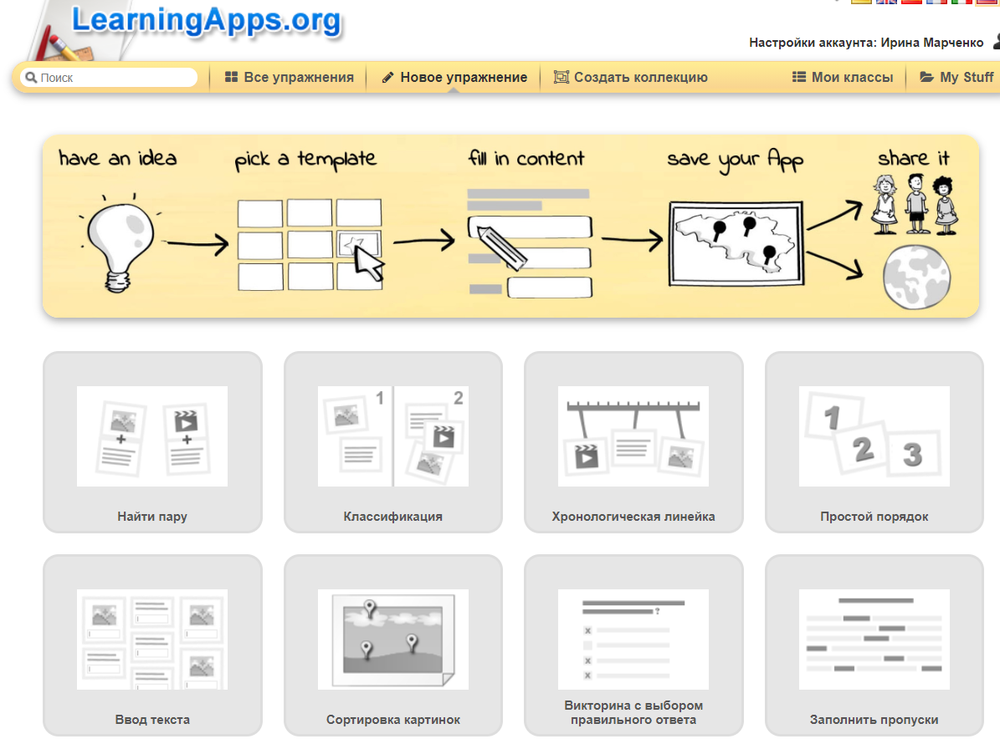 LearningApps.org
Настройки аккаунта: Ирина Марченко
Поиск
Все упражнения
Новое упражнение
Создать коллекцию
Мои классы
My Stuff
have an idea
pick a template
fill in content
save your App
share it
1
2
1
2
3
Найти пару
Классификация
Хронологическая линейка
Простой порядок
?
Ввод текста
Сортировка картинок
Викторина с выбором
правильного ответа
Заполнить пропуски